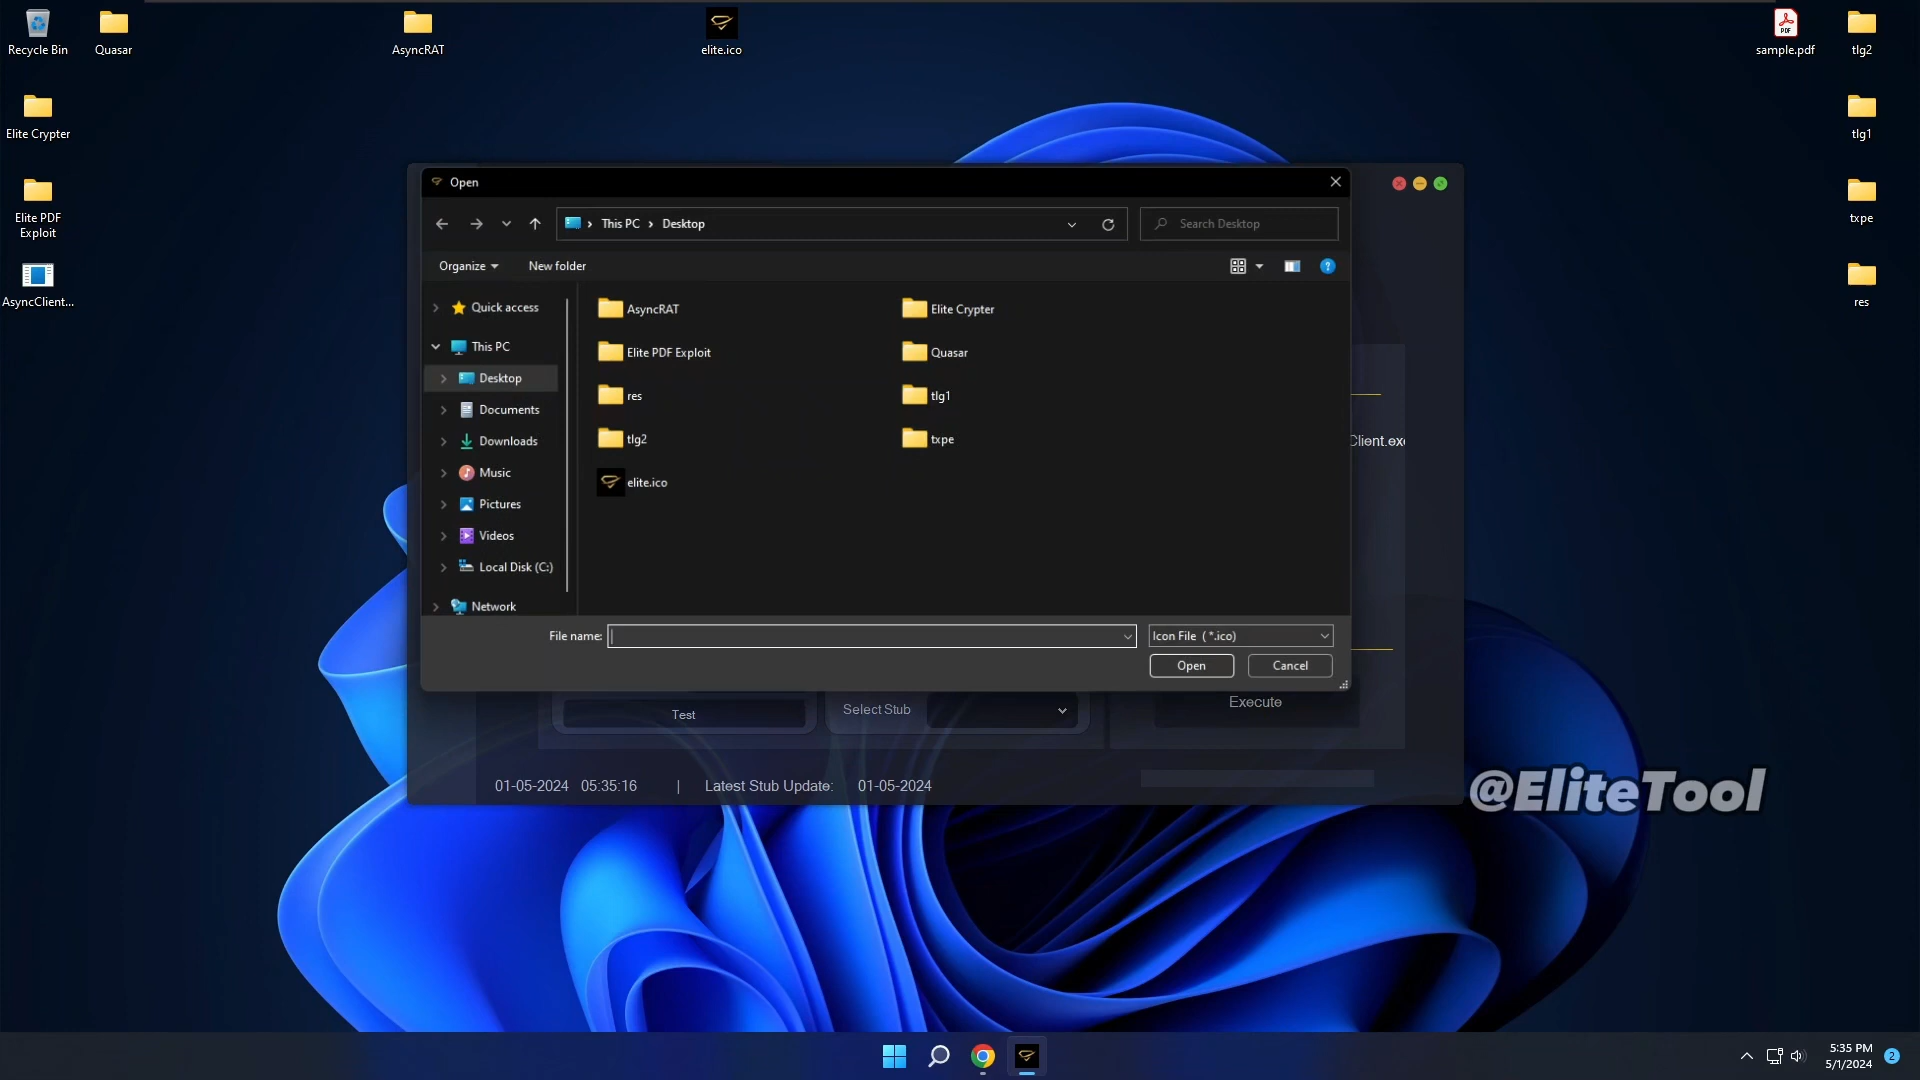 Recycle Bin
Quasar
AsyncRAT
elite.ico
sample.pdf
tlg2
Elite Crypter
tlg1
Elite PDF
Exploit
txpe
AsyncClient...
res
Open
This PC
Desktop
Search Desktop
Organize
New folder
Quick access
This PC
Desktop
Documents
Downloads
Music
Pictures
Videos
Local Disk (C:)
Network
AsyncRAT
Elite Crypter
Elite PDF Exploit
Quasar
res
tlg1
tlg2
txpe
elite.ico
Client.exe
File name:
Icon File ( *.ico)
Open
Cancel
Test
Select Stub
Execute
01-05-2024 05:35:16 | Latest Stub Update: 01-05-2024
@EliteTool
5:35 PM
5/1/2024
2